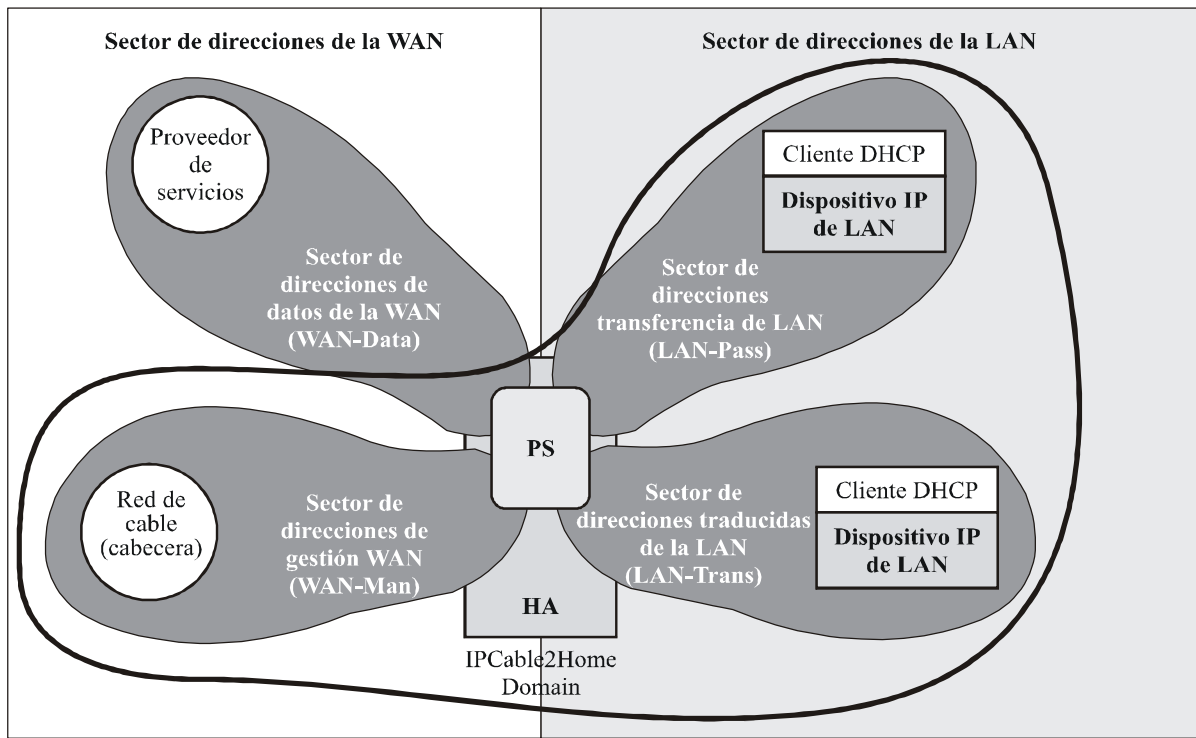 Sector de direcciones de la WAN
Sector de direcciones de la LAN
Proveedor
de
servicios
Cliente DHCP
Dispositivo IP
de LAN
Sector de
direcciones de
datos de la WAN
(WAN-Data)
Sector de
direcciones
transferencia de LAN
(LAN-Pass)
PS
Red de
cable
(cabecera)
Sector de
direcciones de
gestión WAN
(WAN-Man)
Sector de
direcciones traducidas
de la LAN
(LAN-Trans)
Cliente DHCP
Dispositivo IP
de LAN
HA
IPCable2Home
Domain